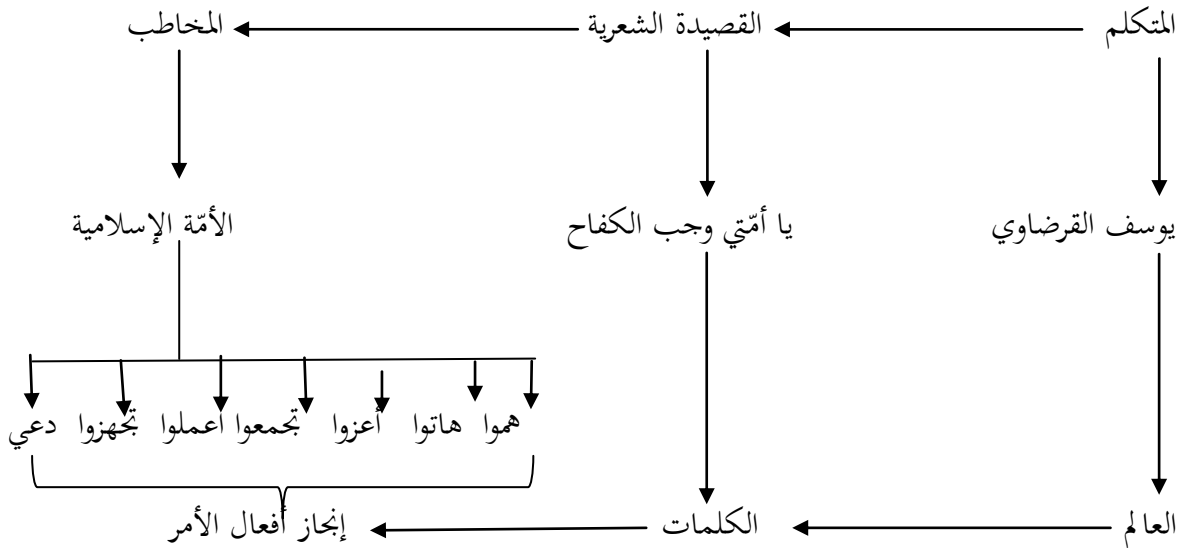 المتكلم القصيدة الشعرية المخاطب
يوسف القرضاوي يا أمّتي وجب الكفاح الأمّة الإسلامية
هموا هاتوا أعزوا تجمعوا اعملوا تجهزوا دعي
العالم الكلمات إنجاز أفعال الأمر